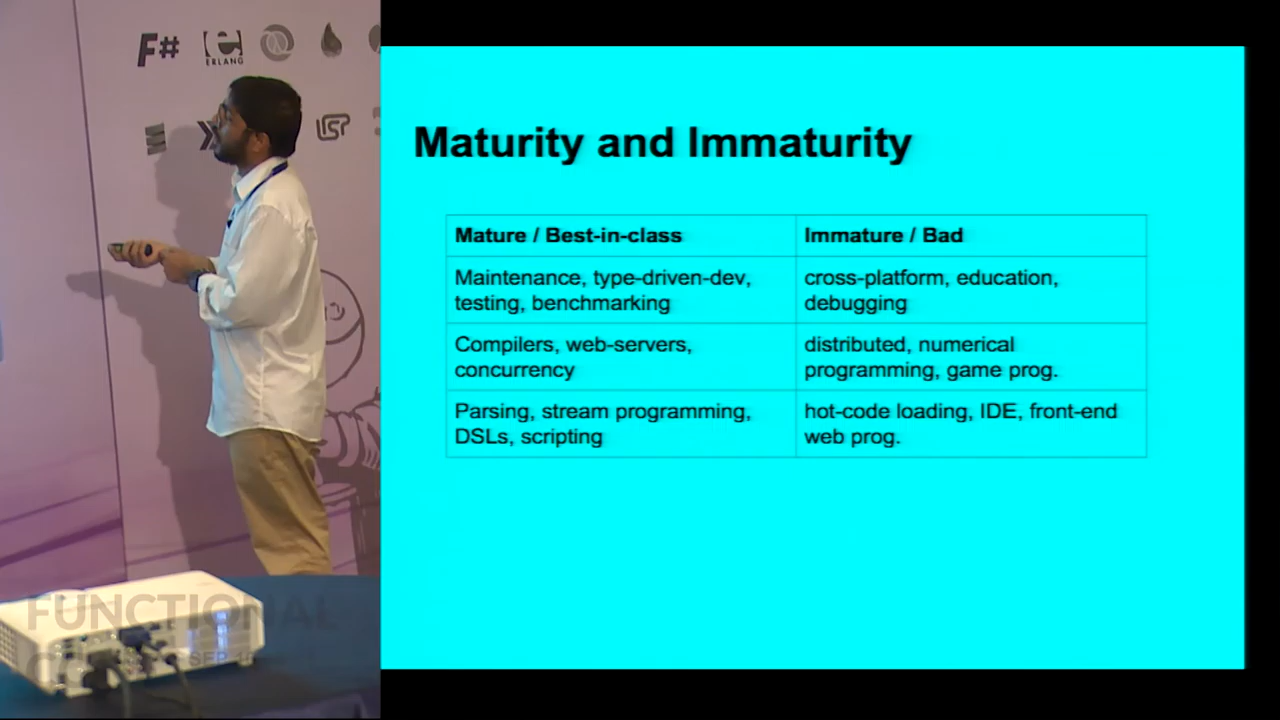 F#
ERLANG
LISP
Maturity and Immaturity
Mature / Best-in-class
Immature / Bad
Maintenance, type-driven-dev,
testing, benchmarking
cross-platform, education,
debugging
Compilers, web-servers,
concurrency
distributed, numerical
programming, game prog.
Parsing, stream programming,
DSLs, scripting
hot-code loading, IDE, front-end
web prog.
FUNCTIONAL
SEP